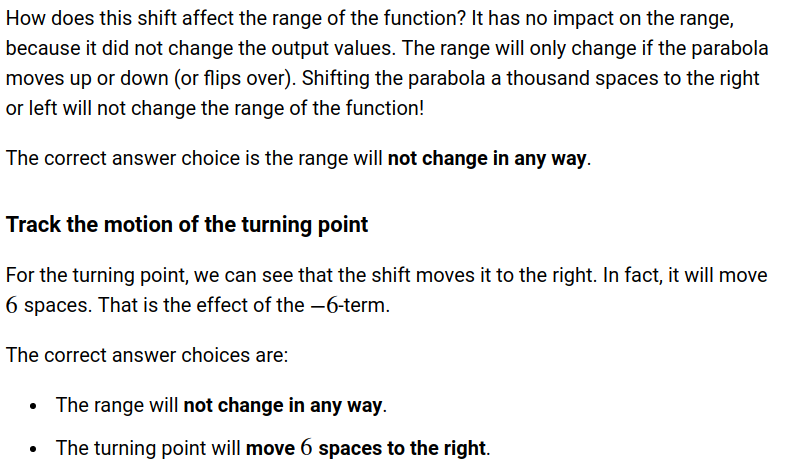 How does this shift affect the range of the function? It has no impact on the range,
because it did not change the output values. The range will only change if the parabola
moves up or down (or flips over). Shifting the parabola a thousand spaces to the right
or left will not change the range of the function!
The correct answer choice is the range will not change in any way.
Track the motion of the turning point
For the turning point, we can see that the shift moves it to the right. In fact, it will move
6 spaces. That is the effect of the −6-term.
The correct answer choices are:
• The range will not change in any way.
• The turning point will move 6 spaces to the right.